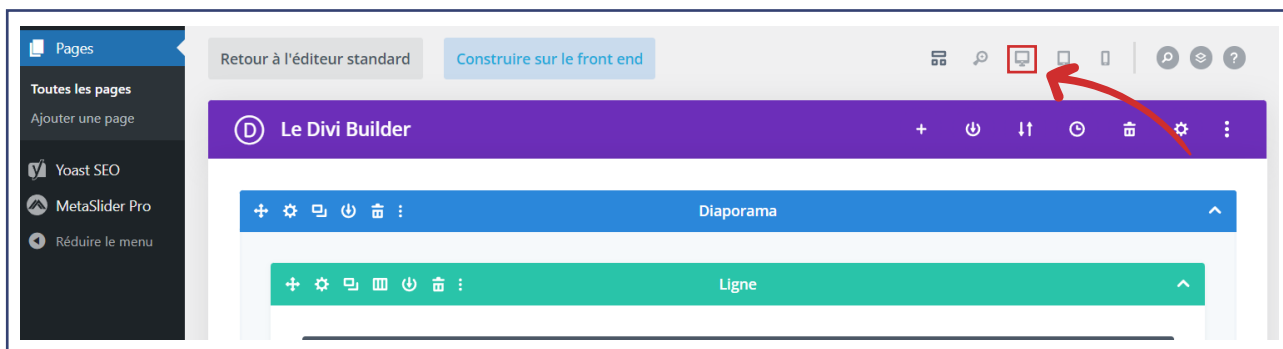 Pages
Toutes les pages
Ajouter une page
Yoast SEO
MetaSlider Pro
Réduire le menu
Retour à l'éditeur standard
Construire sur le front end
?
D
Le Divi Builder
Diaporama
Ligne